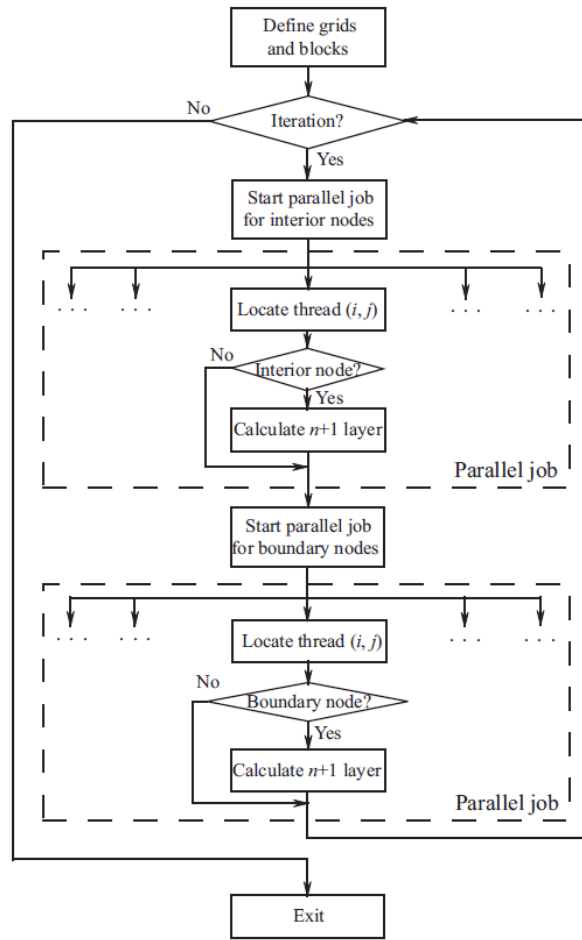 Define grids
and blocks
No
Iteration?
Yes
Start parallel job
for interior nodes
. . .
. . .
Locate thread (i, j)
. . .
. . .
No
Interior node?
Yes
Calculate n+1 layer
Parallel job
Start parallel job
for boundary nodes
. . .
. . .
Locate thread (i, j)
. . .
. . .
No
Boundary node?
Yes
Calculate n+1 layer
Parallel job
Exit